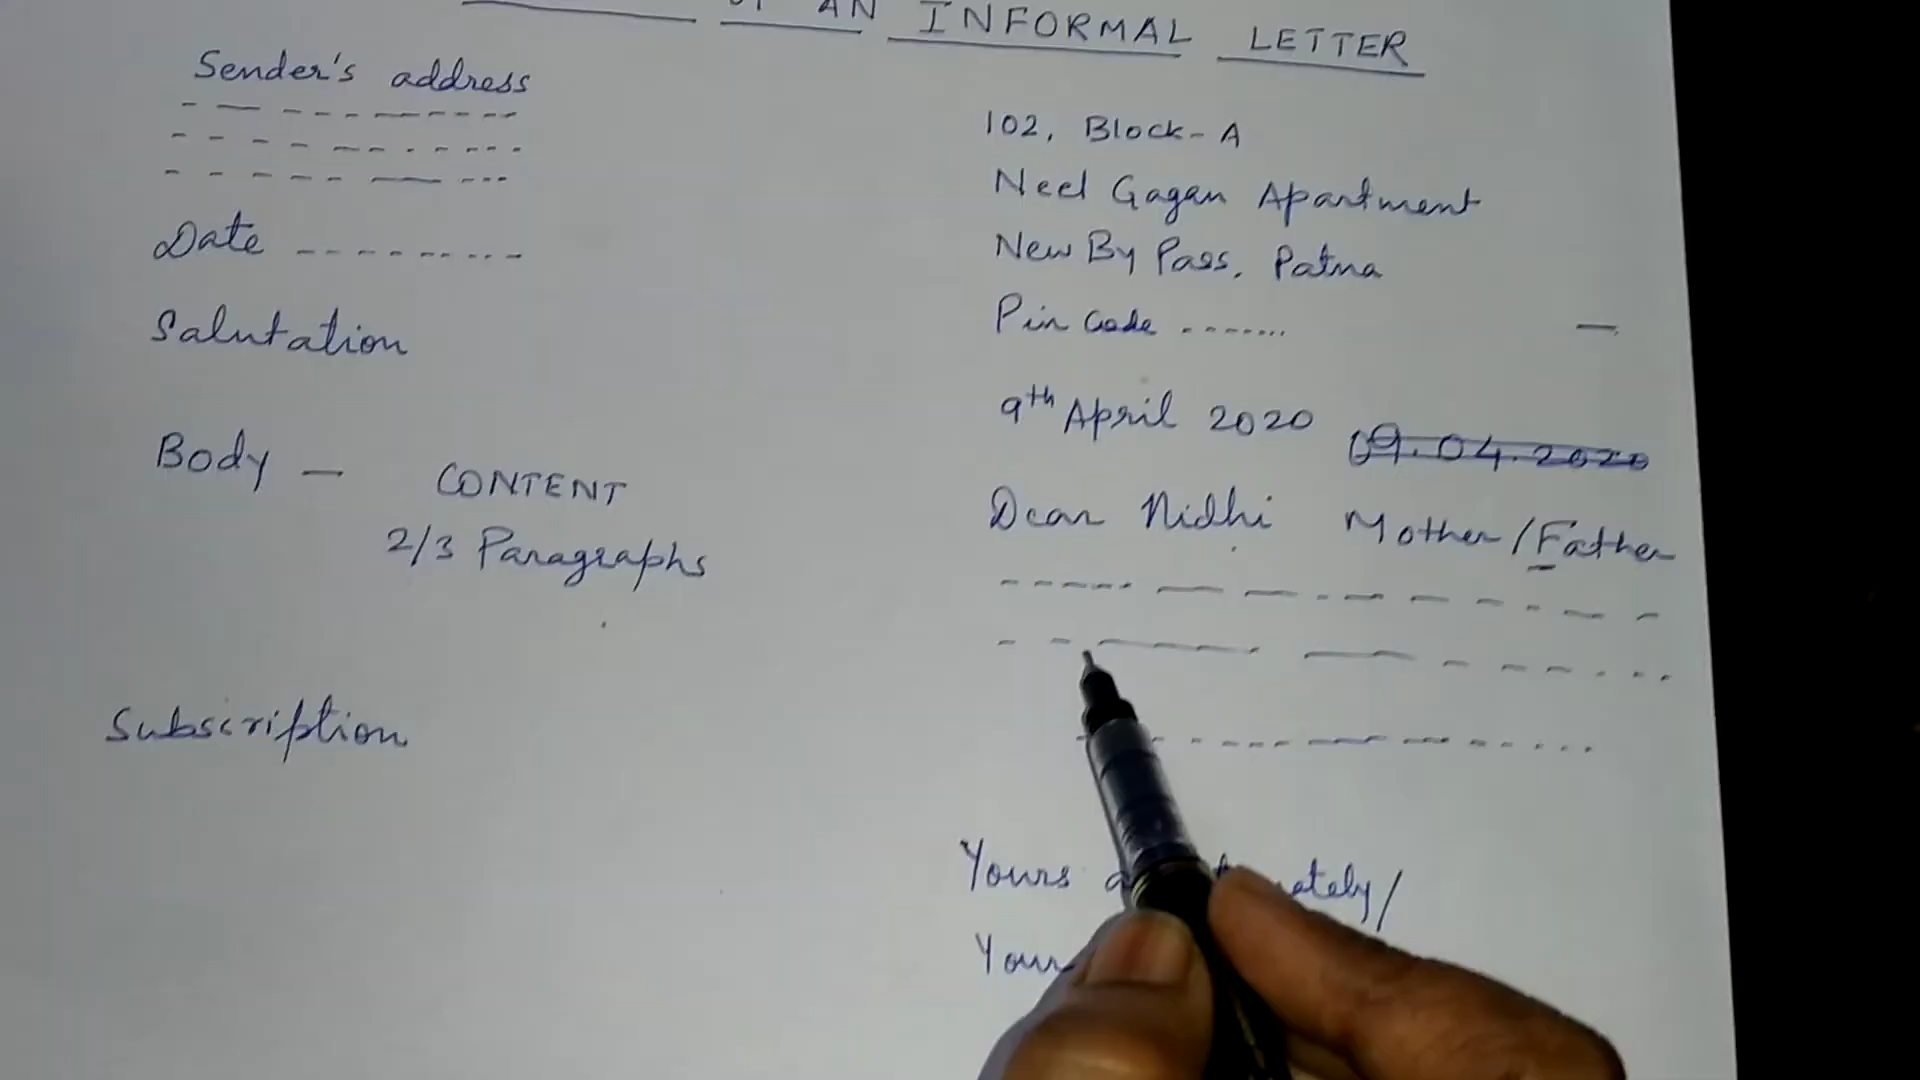 AN INFORMAL LETTER
Sender's address
Date
Salutation
Body - CONTENT
2/3 Paragraphs
Subscription
102, Block-A
Neel Gagan Apartment
New By Pass, Patna
Pin Code
9th April 2020 09.04.2020
Dear Nidhi Mother/Father
Yours